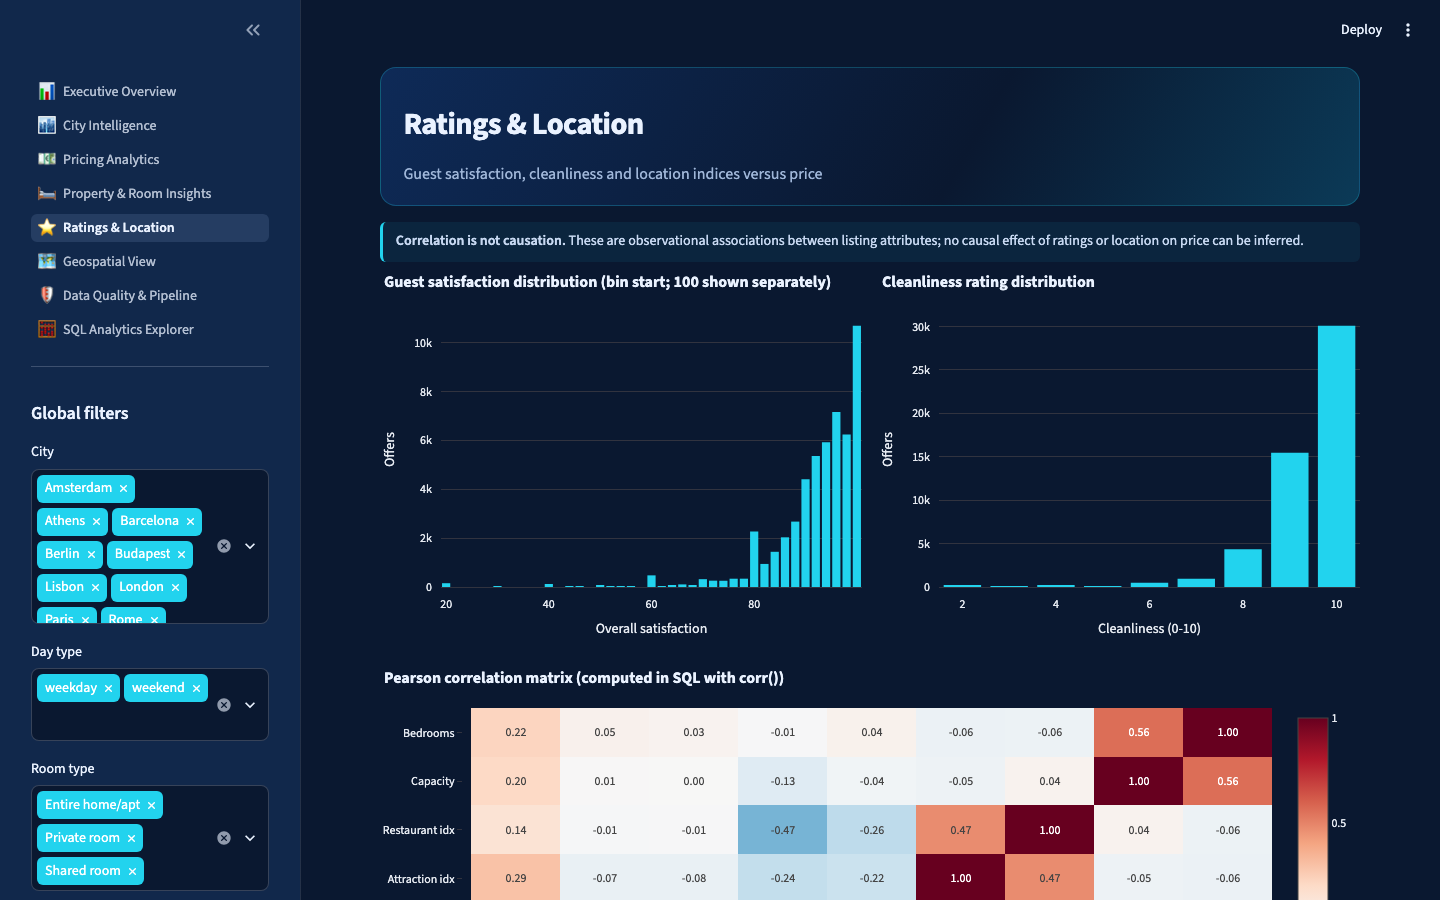 Deploy
Executive Overview
City Intelligence
Pricing Analytics
Property & Room Insights
Ratings & Location
Geospatial View
Data Quality & Pipeline
SQL Analytics Explorer
Global filters
City
Amsterdam ×
Athens × Barcelona ×
Berlin × Budapest ×
Lisbon × London ×
Paris × Rome ×
Day type
weekday × weekend ×
Room type
Entire home/apt ×
Private room ×
Shared room ×
Ratings & Location
Guest satisfaction, cleanliness and location indices versus price
Correlation is not causation. These are observational associations between listing attributes; no causal effect of ratings or location on price can be inferred.
Guest satisfaction distribution (bin start; 100 shown separately)
10k
8k
6k
4k
2k
0
Offers
20 40 60 80
Overall satisfaction
Cleanliness rating distribution
30k
25k
20k
15k
10k
5k
0
Offers
2 4 6 8 10
Cleanliness (0-10)
Pearson correlation matrix (computed in SQL with corr())
Bedrooms 0.22 0.05 0.03 -0.01 0.04 -0.06 -0.06 0.56 1.00
Capacity 0.20 0.01 0.00 -0.13 -0.04 -0.05 0.04 1.00 0.56
Restaurant idx 0.14 -0.01 -0.01 -0.47 -0.26 0.47 1.00 0.04 -0.06
Attraction idx 0.29 -0.07 -0.08 -0.24 -0.22 1.00 0.47 -0.05 -0.06
1
0.5